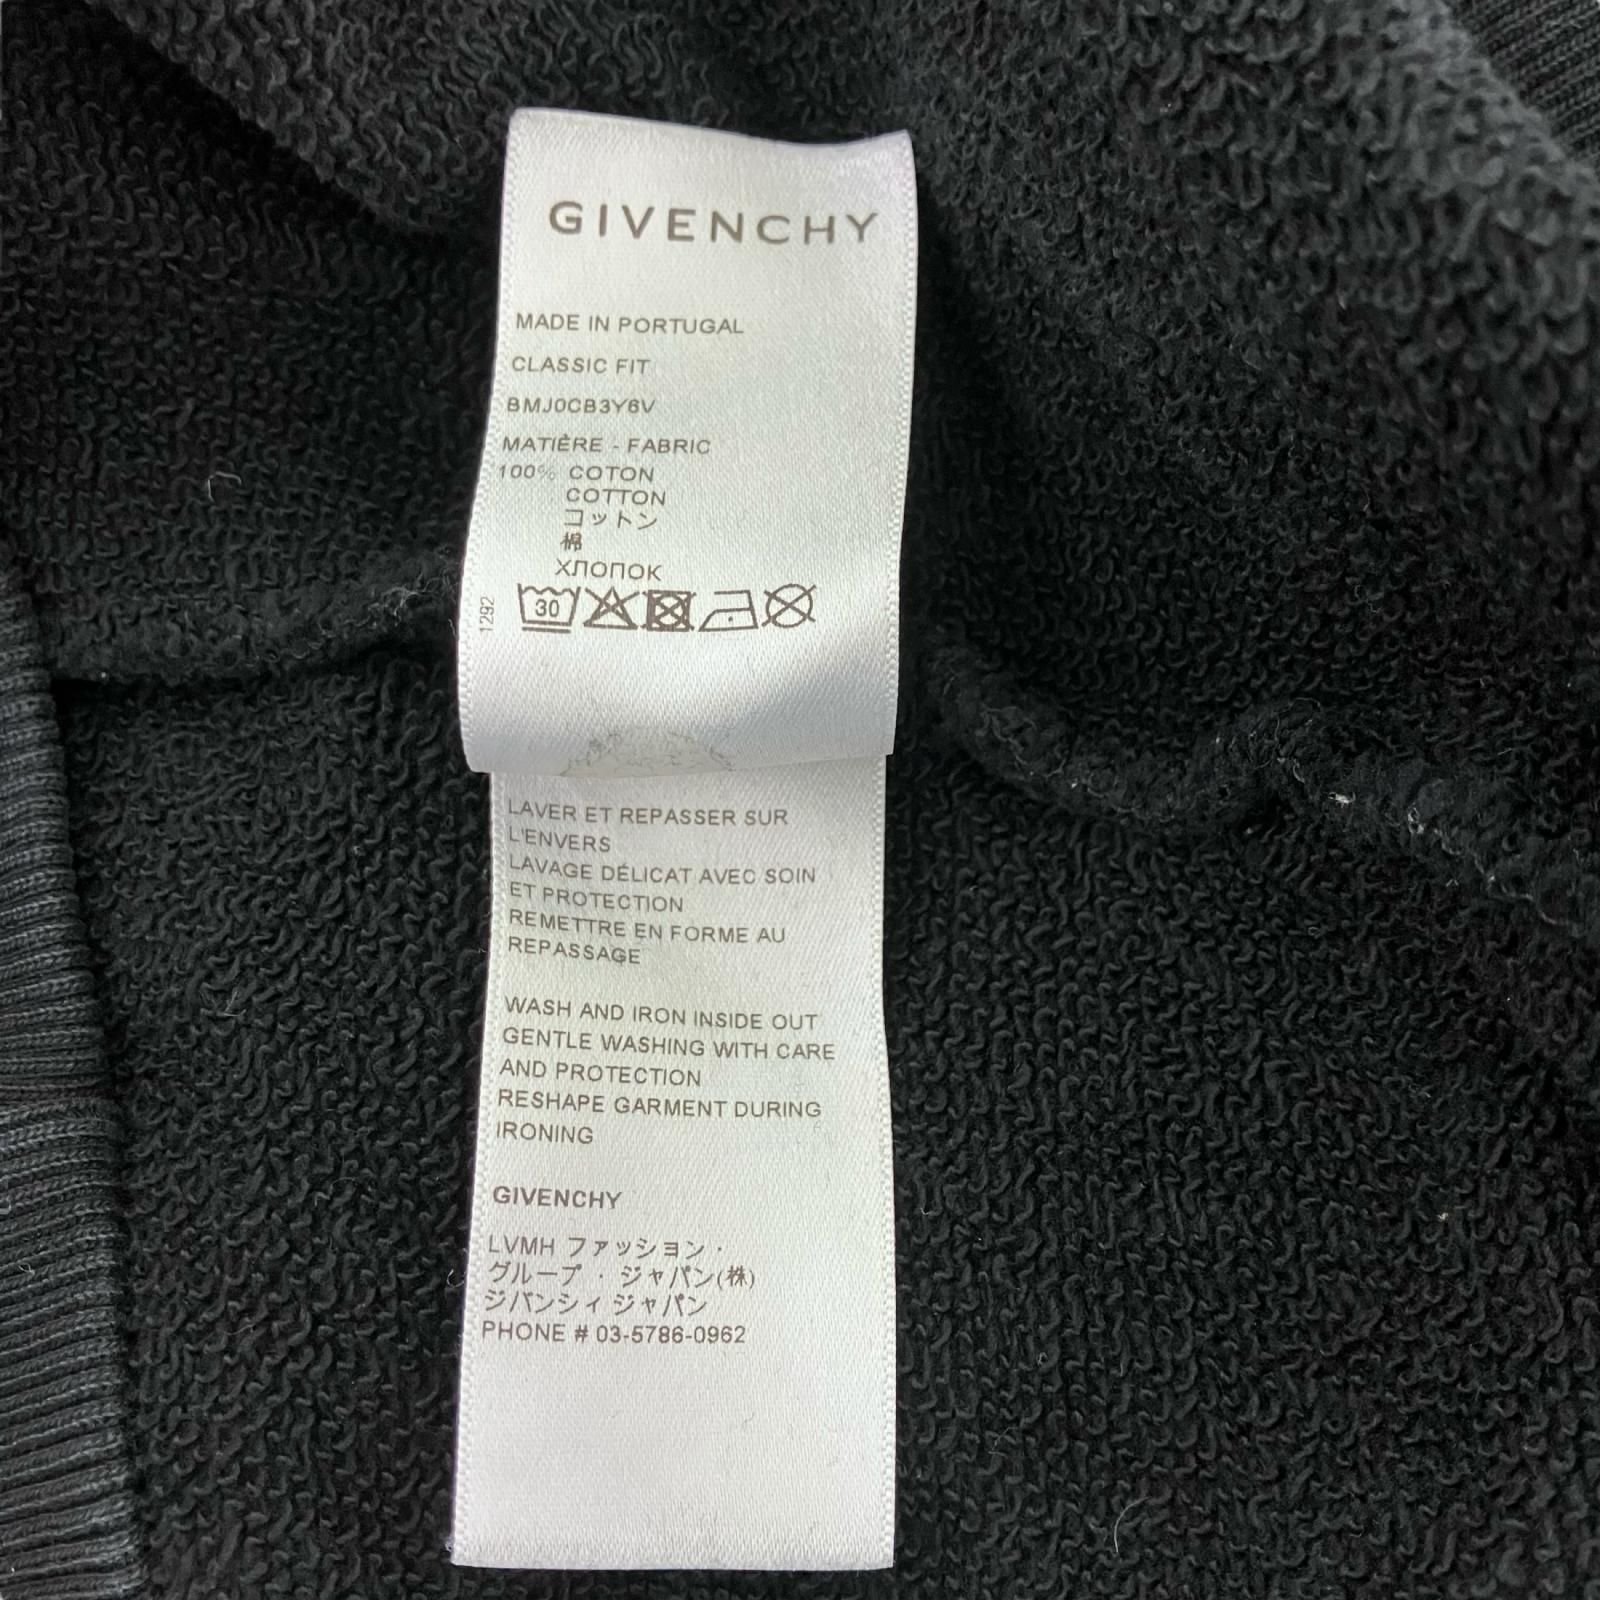 GIVENCHY
MADE IN PORTUGAL
CLASSIC FIT
BMJ0CB3Y6V
MATIÈRE - FABRIC
100% COTON
COTTON
コットン
棉
ХЛОПОК
1292
30
LAVER ET REPASSER SUR
L'ENVERS
LAVAGE DÉLICAT AVEC SOIN
ET PROTECTION
REMETTRE EN FORME AU
REPASSAGE
WASH AND IRON INSIDE OUT
GENTLE WASHING WITH CARE
AND PROTECTION
RESHAPE GARMENT DURING
IRONING
GIVENCHY
LVMH ファッション・
グループ・ジャパン(株)
ジバンシィ ジャパン
PHONE # 03-5786-0962